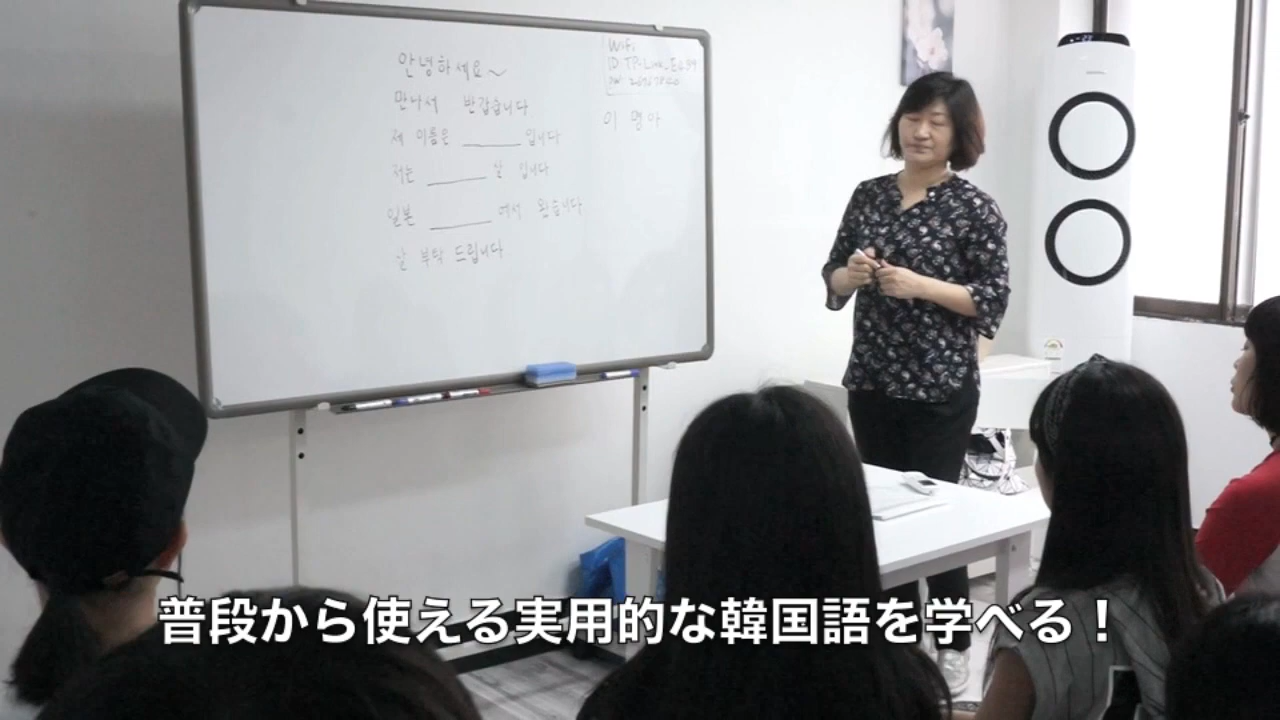 안녕하세요~
만나서 반갑습니다
제 이름은 ______ 입니다
저는 ______ 살 입니다
일본 ______ 에서 왔습니다
잘 부탁 드립니다
WiFi
ID TP-Link
이 명 아
普段から使える実用的な韓国語を学べる！